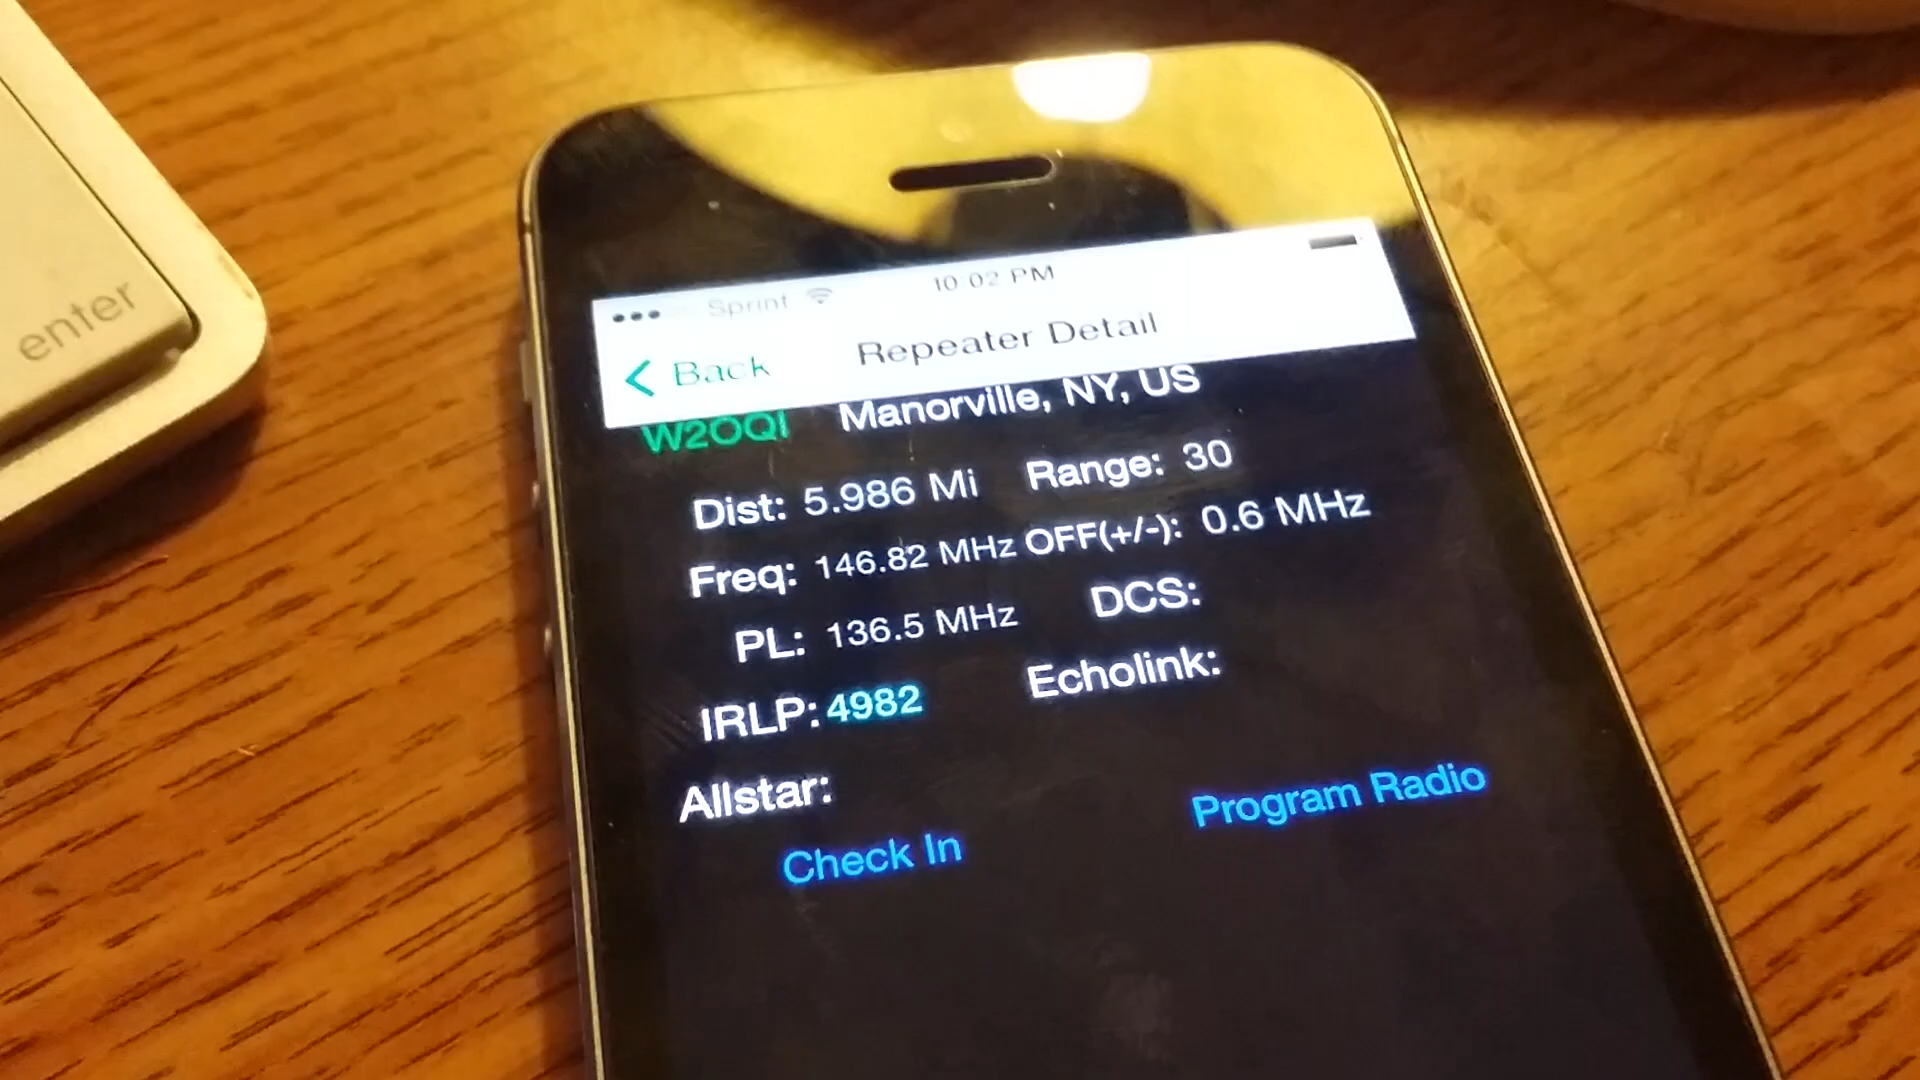 enter
Sprint 10:02 PM
Back Repeater Detail
W2OQI Manorville, NY, US
Dist: 5.986 Mi Range: 30
Freq: 146.82 MHz OFF(+/-): 0.6 MHz
PL: 136.5 MHz DCS:
IRLP: 4982 Echolink:
Allstar:
Check In Program Radio